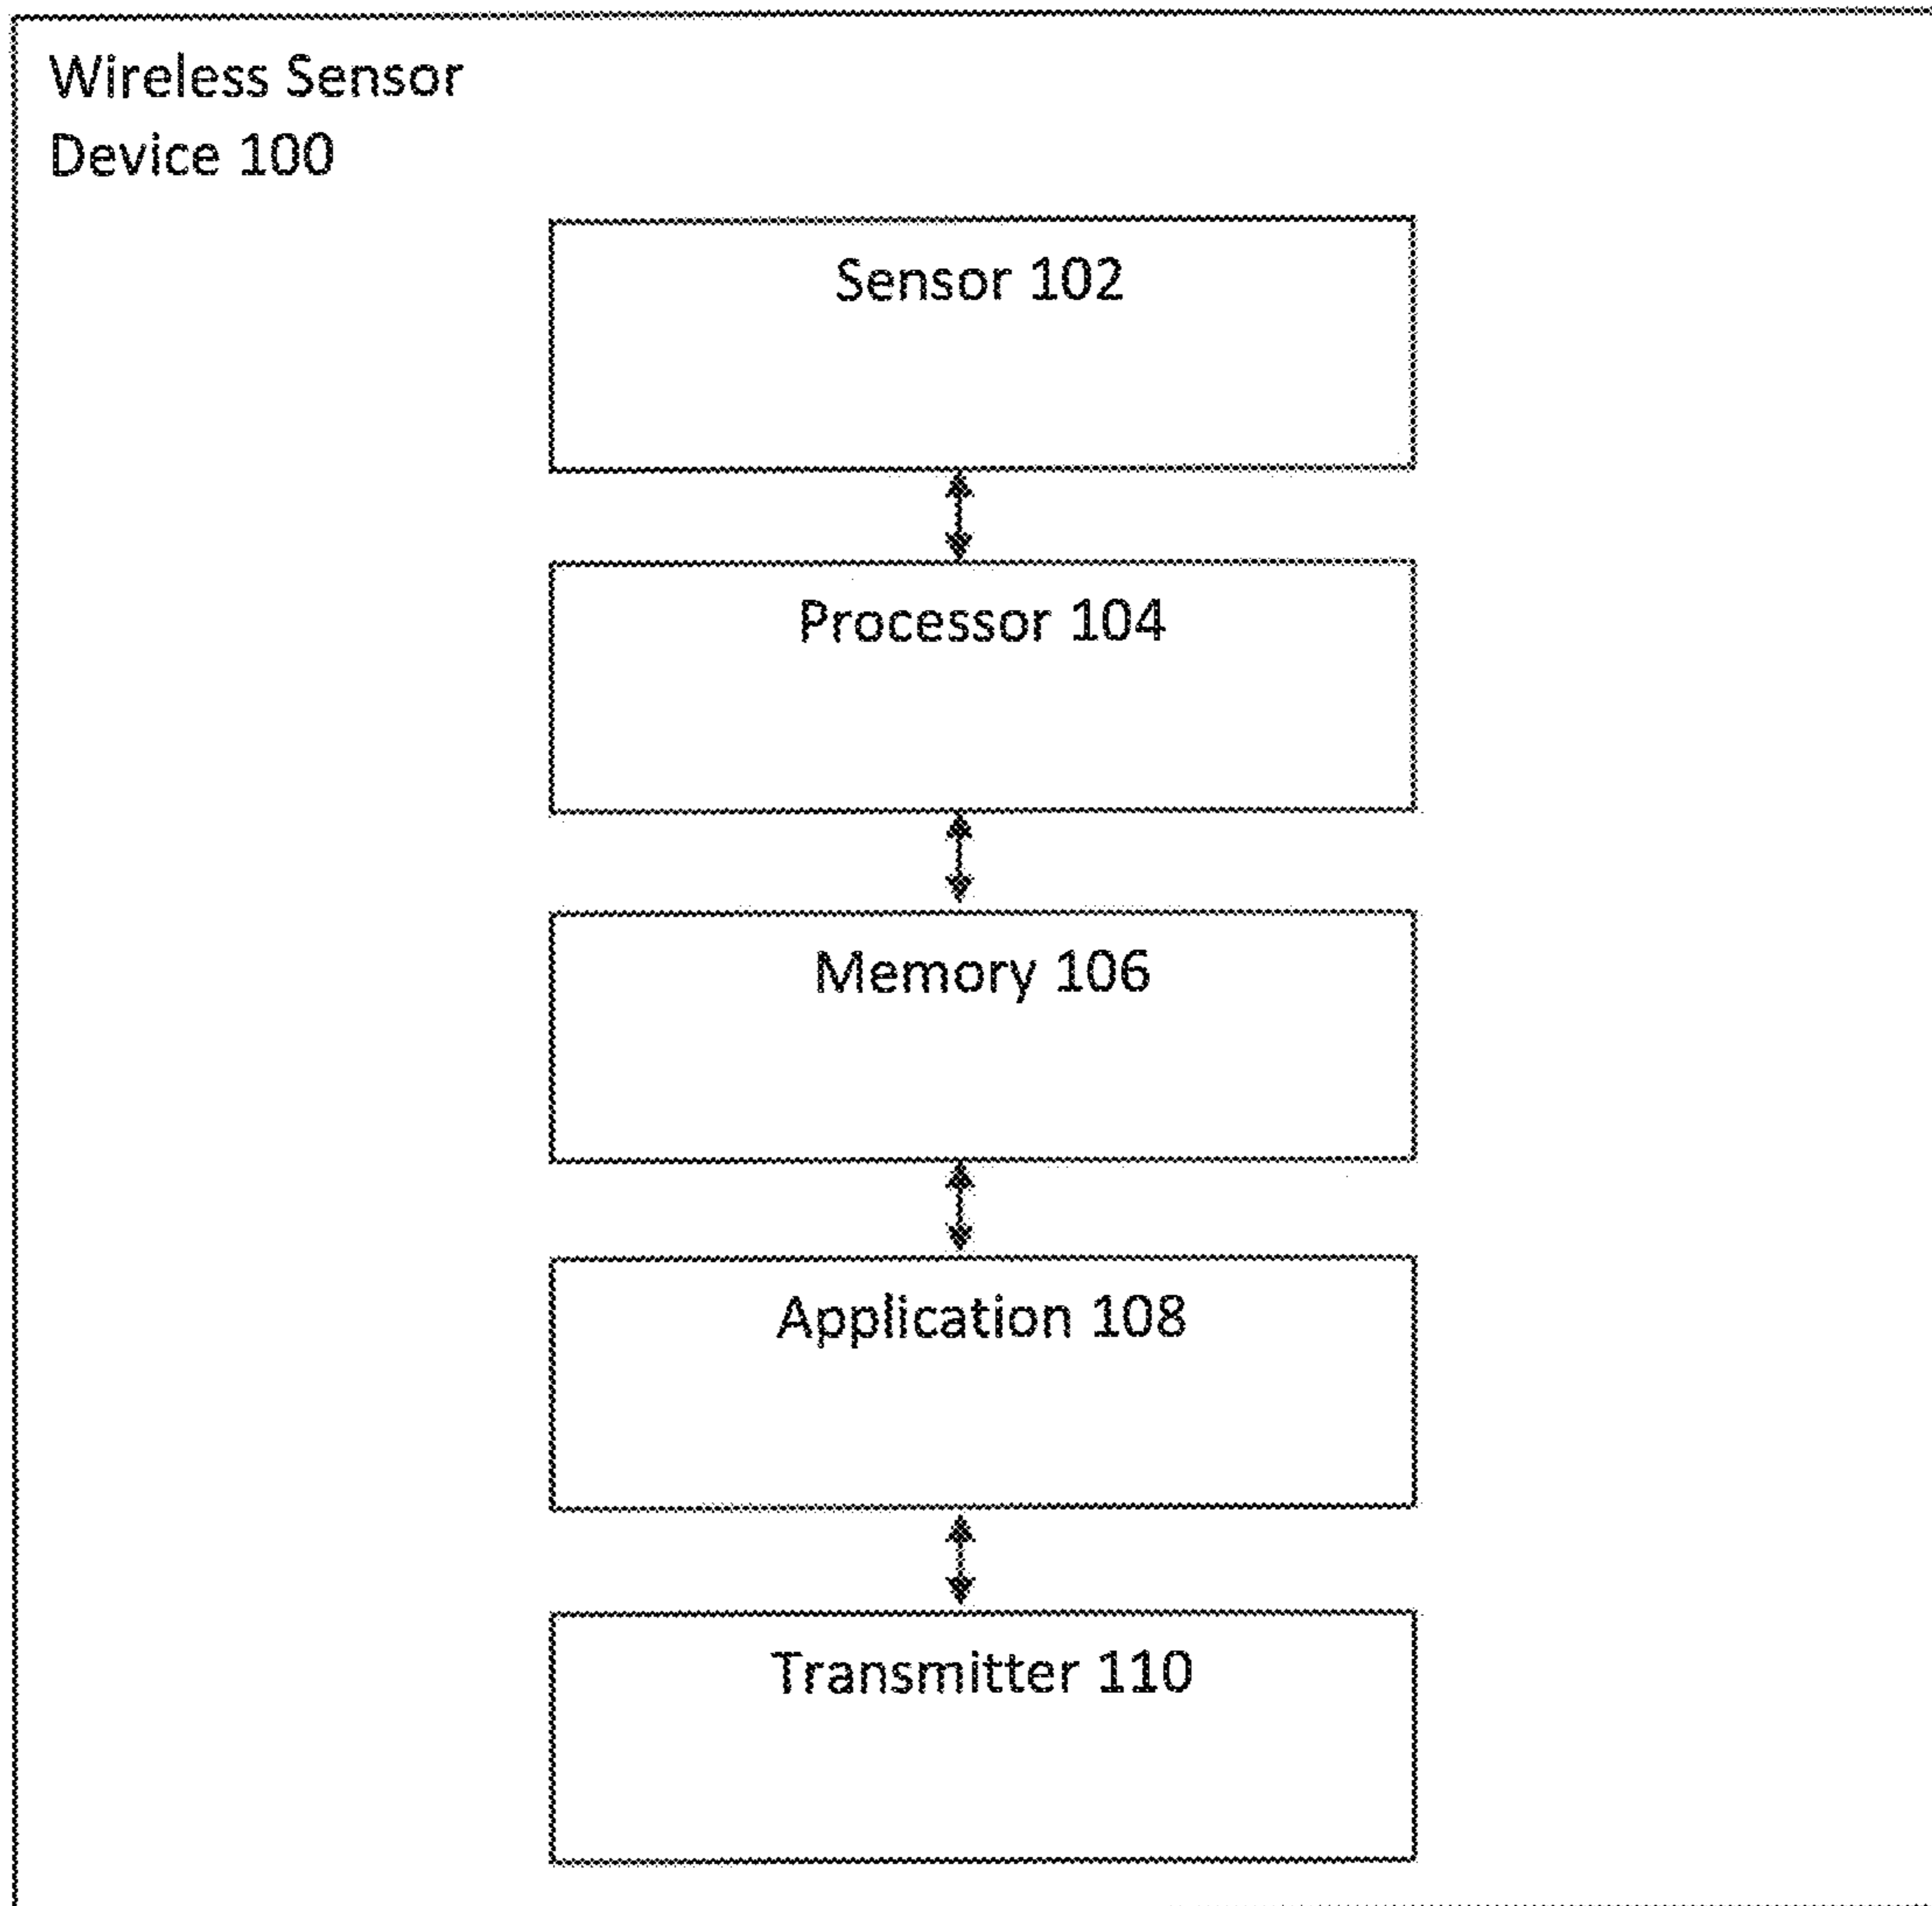 Wireless Sensor
Device 100
Sensor 102
Processor 104
Memory 106
Application 108
Transmitter 110